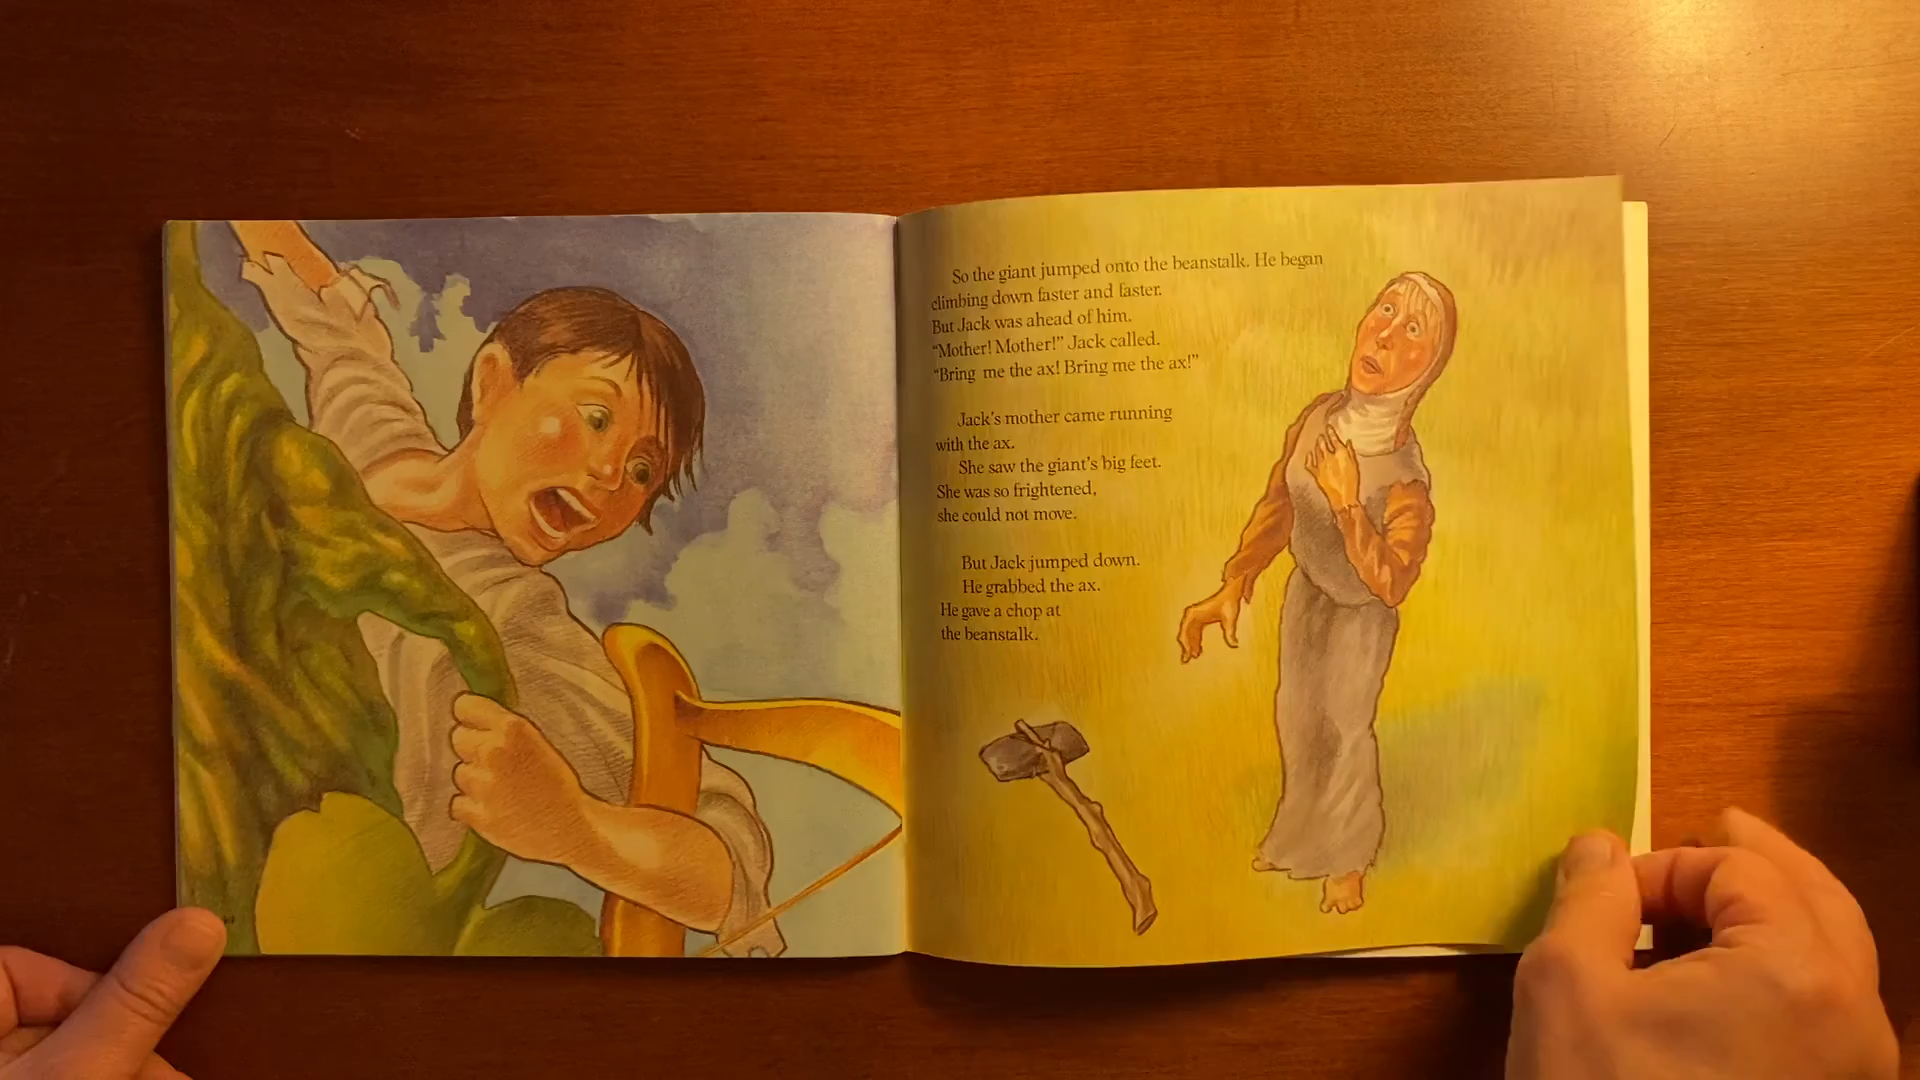 So the giant jumped onto the beanstalk. He began
climbing down faster and faster.
But Jack was ahead of him.
“Mother! Mother!” Jack called.
“Bring me the ax! Bring me the ax!”
Jack’s mother came running
with the ax.
She saw the giant’s big feet.
She was so frightened,
she could not move.
But Jack jumped down.
He grabbed the ax.
He gave a chop at
the beanstalk.